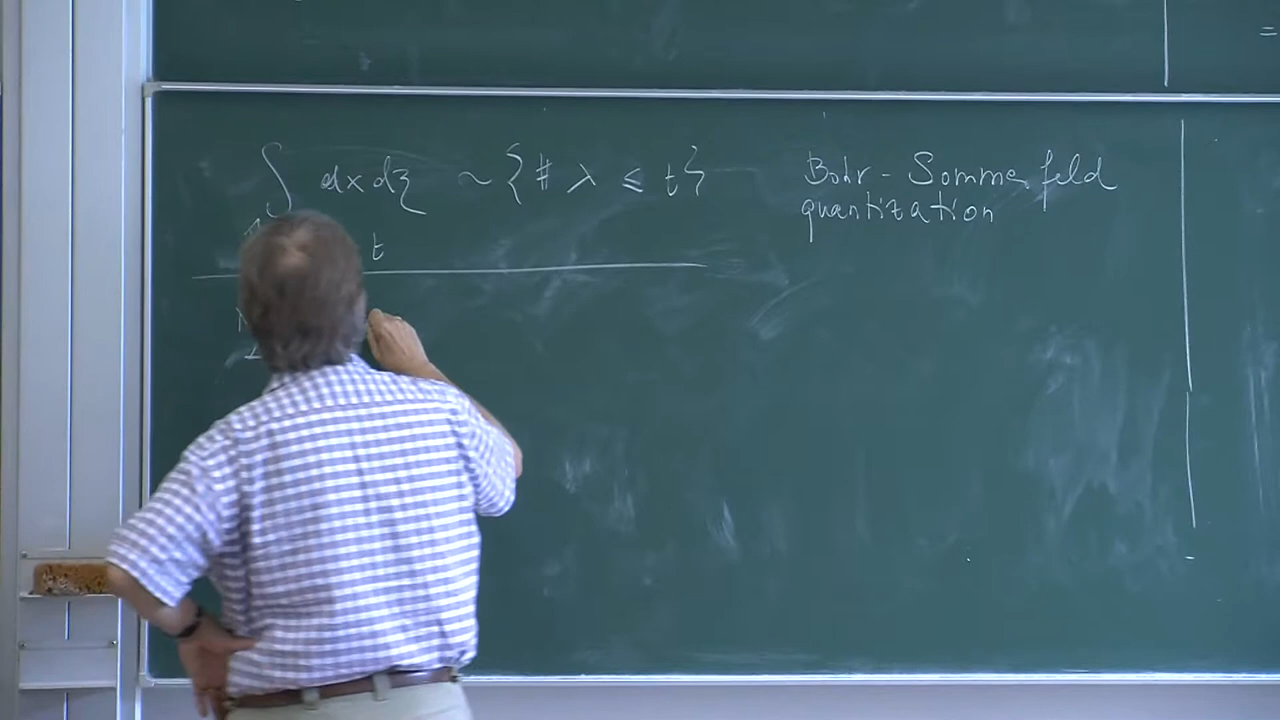 =
∫ dx dξ ~ {# λ ≤ t}
t
Bohr - Sommerfeld
quantization